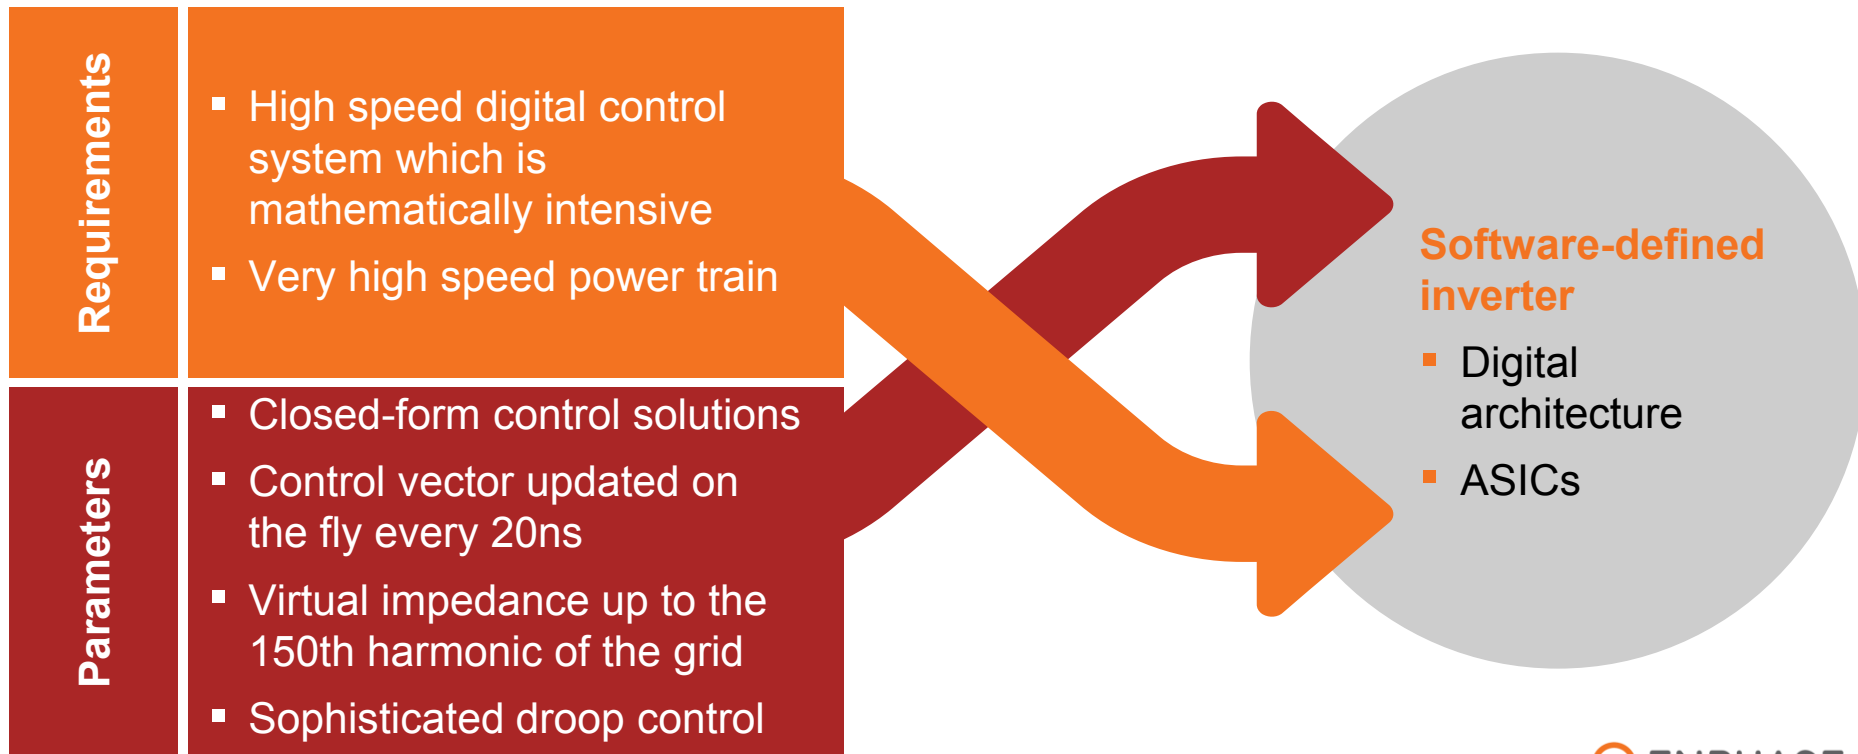 Requirements
▪ High speed digital control
system which is
mathematically intensive
▪ Very high speed power train
Parameters
▪ Closed-form control solutions
▪ Control vector updated on
the fly every 20ns
▪ Virtual impedance up to the
150th harmonic of the grid
▪ Sophisticated droop control
Software-defined
inverter
▪ Digital
architecture
▪ ASICs
ENPHASE